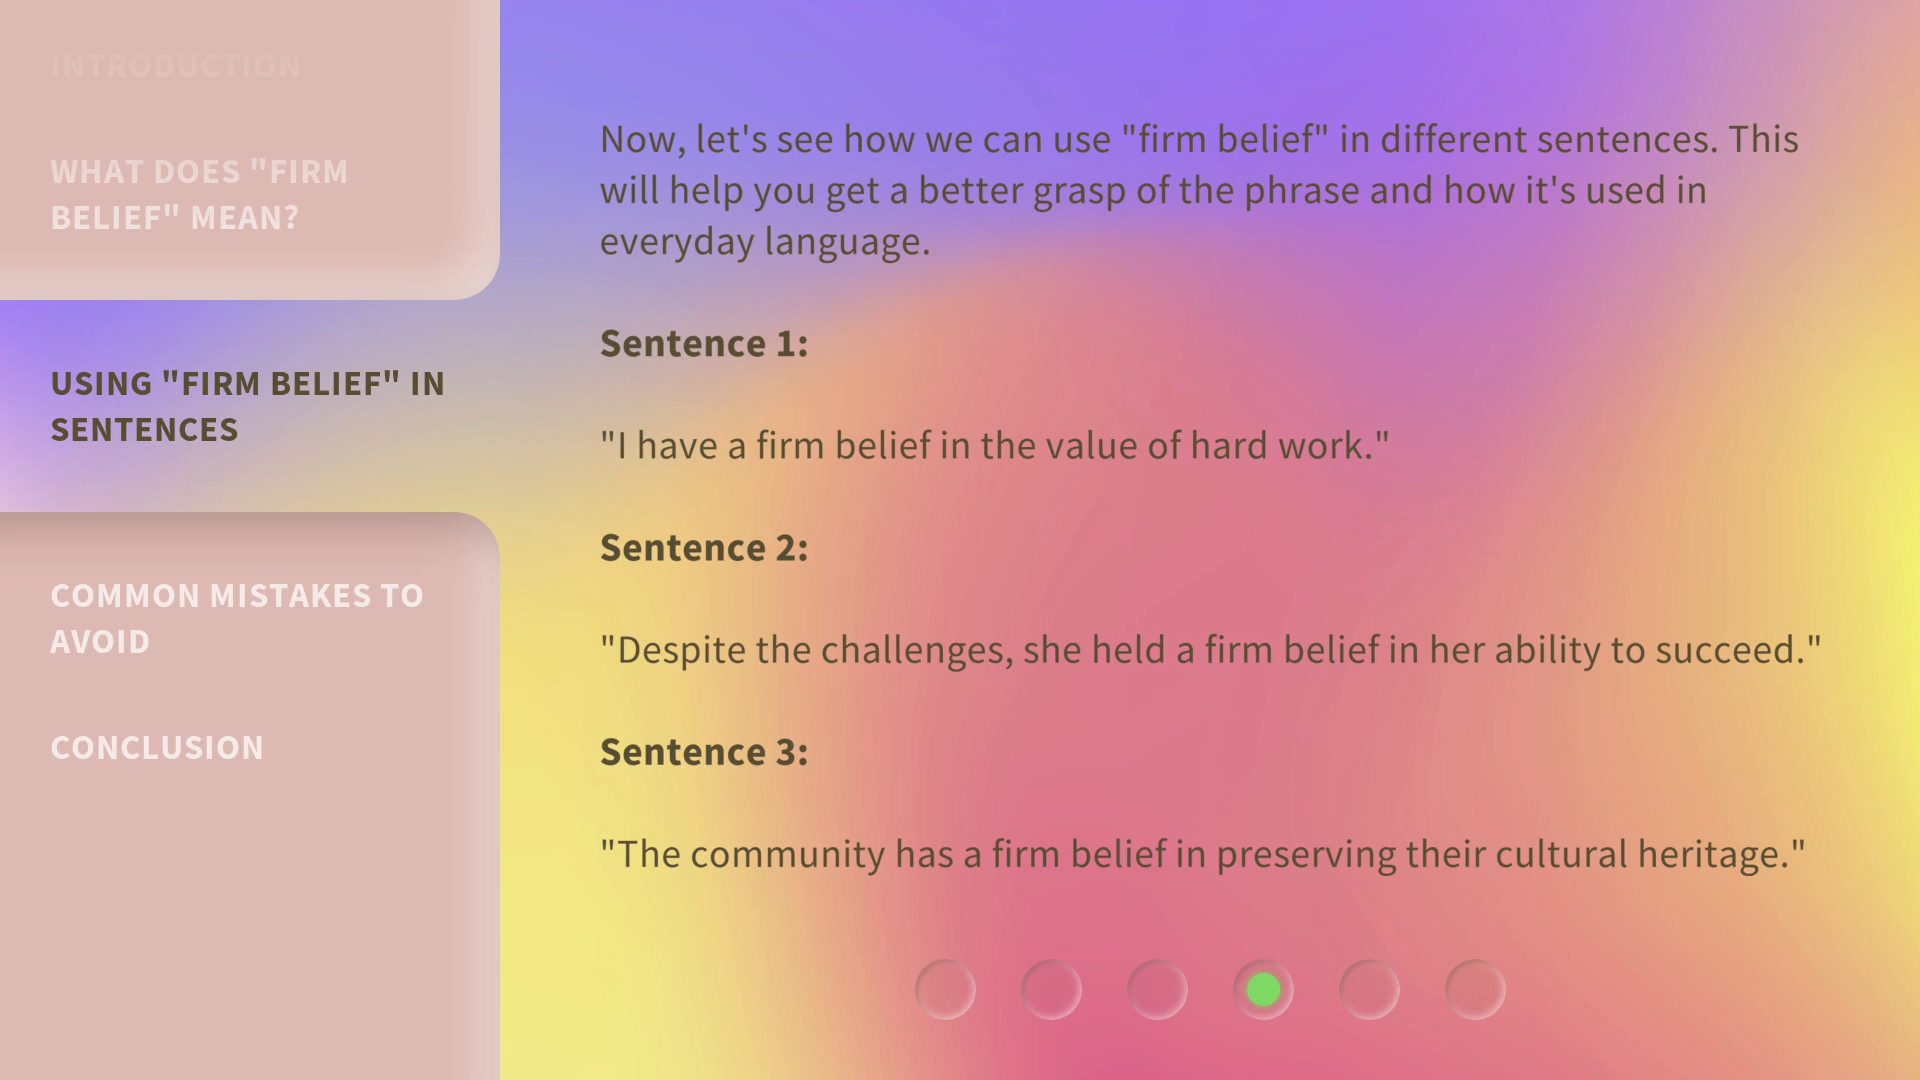 INTRODUCTION
WHAT DOES "FIRM
BELIEF" MEAN?
USING "FIRM BELIEF" IN
SENTENCES
COMMON MISTAKES TO
AVOID
CONCLUSION
Now, let's see how we can use "firm belief" in different sentences. This
will help you get a better grasp of the phrase and how it's used in
everyday language.
Sentence 1:
"I have a firm belief in the value of hard work."
Sentence 2:
"Despite the challenges, she held a firm belief in her ability to succeed."
Sentence 3:
"The community has a firm belief in preserving their cultural heritage."